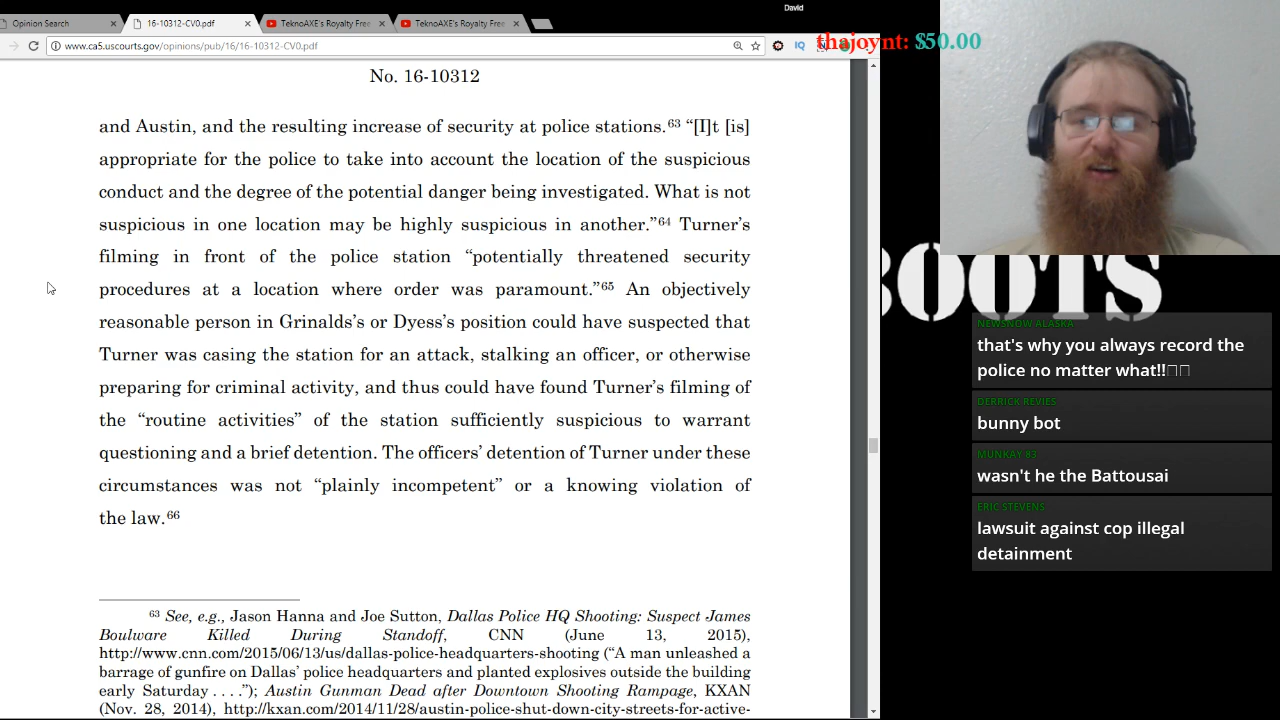 David
Opinion Search
16-10312-CV0.pdf
TeknoAXE's Royalty Free
TeknoAXE's Royalty Free
www.ca5.uscourts.gov/opinions/pub/16/16-10312-CV0.pdf
IQ
thajoynt: $50.00
No. 16-10312
and Austin, and the resulting increase of security at police stations.63 “[I]t [is]
appropriate for the police to take into account the location of the suspicious
conduct and the degree of the potential danger being investigated. What is not
suspicious in one location may be highly suspicious in another.”64 Turner’s
filming in front of the police station “potentially threatened security
procedures at a location where order was paramount.”65 An objectively
reasonable person in Grinalds’s or Dyess’s position could have suspected that
Turner was casing the station for an attack, stalking an officer, or otherwise
preparing for criminal activity, and thus could have found Turner’s filming of
the “routine activities” of the station sufficiently suspicious to warrant
questioning and a brief detention. The officers’ detention of Turner under these
circumstances was not “plainly incompetent” or a knowing violation of
the law.66
63 See, e.g., Jason Hanna and Joe Sutton, Dallas Police HQ Shooting: Suspect James
Boulware Killed During Standoff, CNN (June 13, 2015),
http://www.cnn.com/2015/06/13/us/dallas-police-headquarters-shooting (“A man unleashed a
barrage of gunfire on Dallas’ police headquarters and planted explosives outside the building
early Saturday . . . .”); Austin Gunman Dead after Downtown Shooting Rampage, KXAN
(Nov. 28, 2014), http://kxan.com/2014/11/28/austin-police-shut-down-city-streets-for-active-
BOOTS
NEWSNOW ALASKA
that's why you always record the
police no matter what!!
DERRICK REVIES
bunny bot
MUNKAY 83
wasn't he the Battousai
ERIC STEVENS
lawsuit against cop illegal
detainment